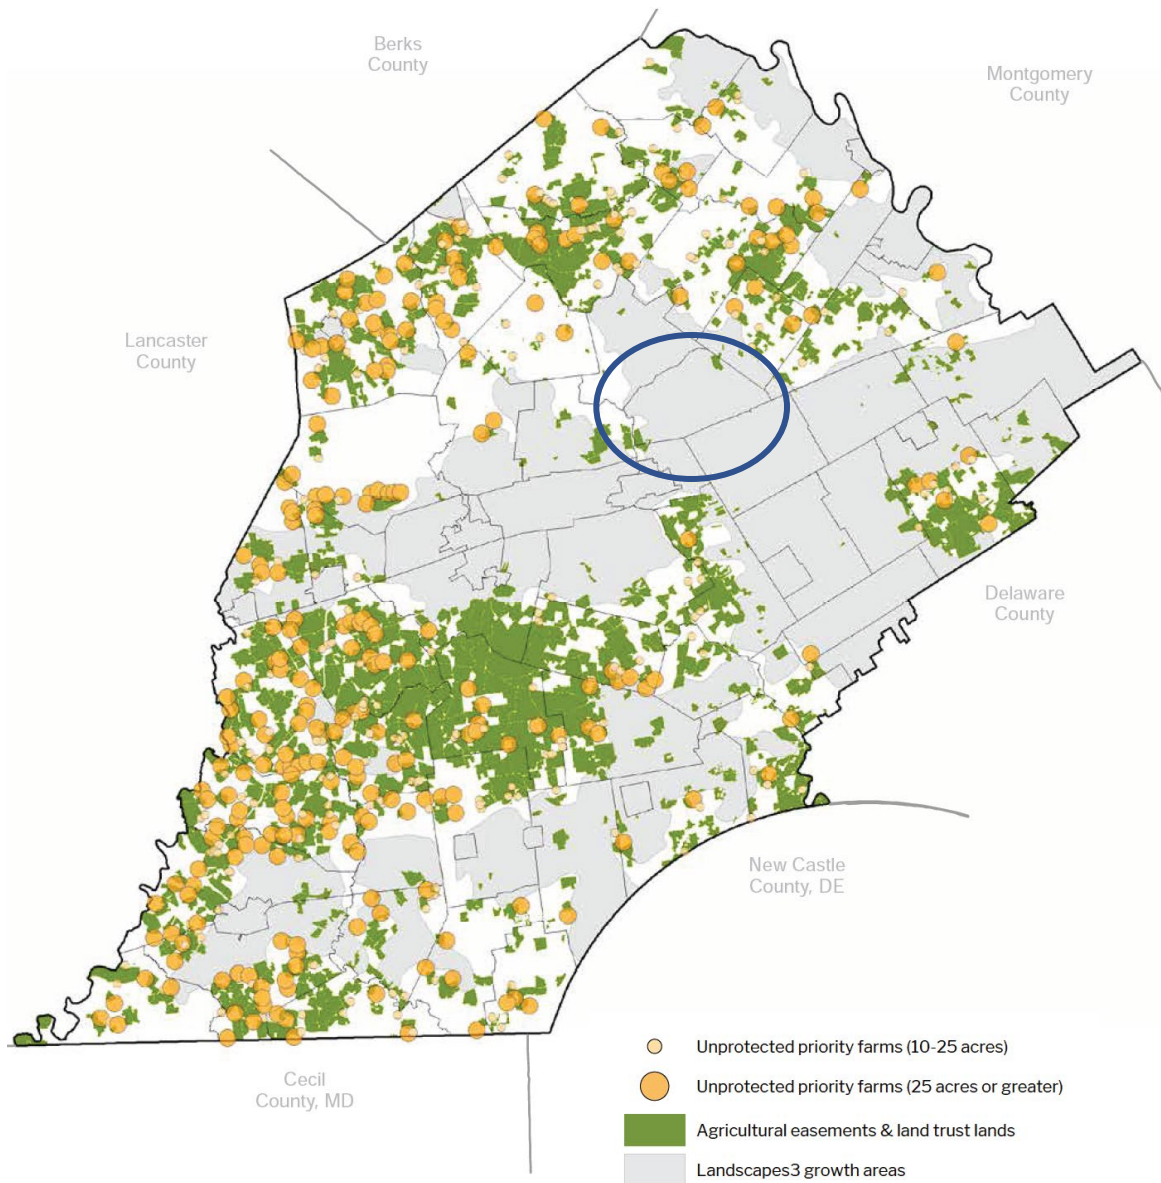 Berks
County
Montgomery
County
Lancaster
County
Delaware
County
New Castle
County, DE
Cecil
County, MD
Unprotected priority farms (10-25 acres)
Unprotected priority farms (25 acres or greater)
Agricultural easements & land trust lands
Landscapes3 growth areas